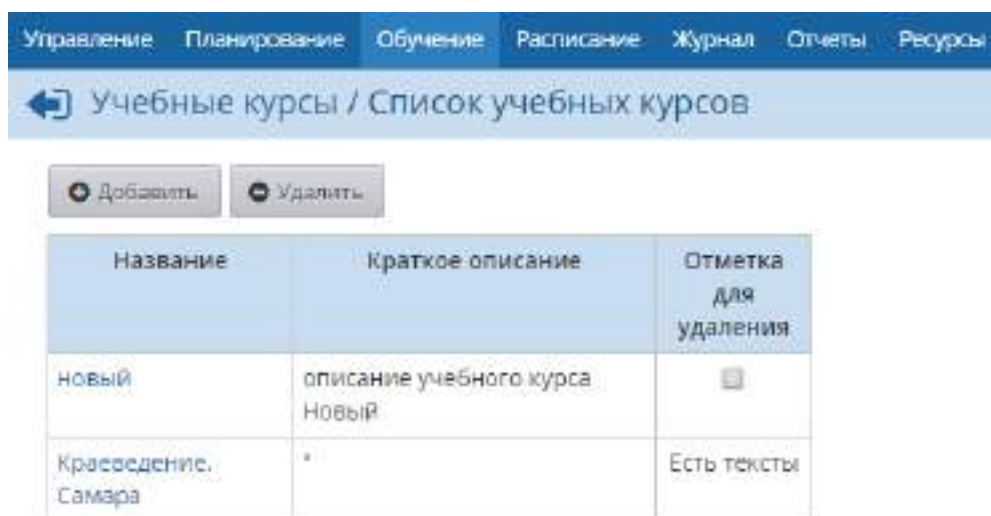 Управление Планирование Обучение Расписание Журнал Отчеты Ресурсы
Учебные курсы / Список учебных курсов
Добавить Удалить
Название Краткое описание Отметка
для
удаления
новый описание учебного курса
Новый
Краеведение. * Есть тексты
Самара